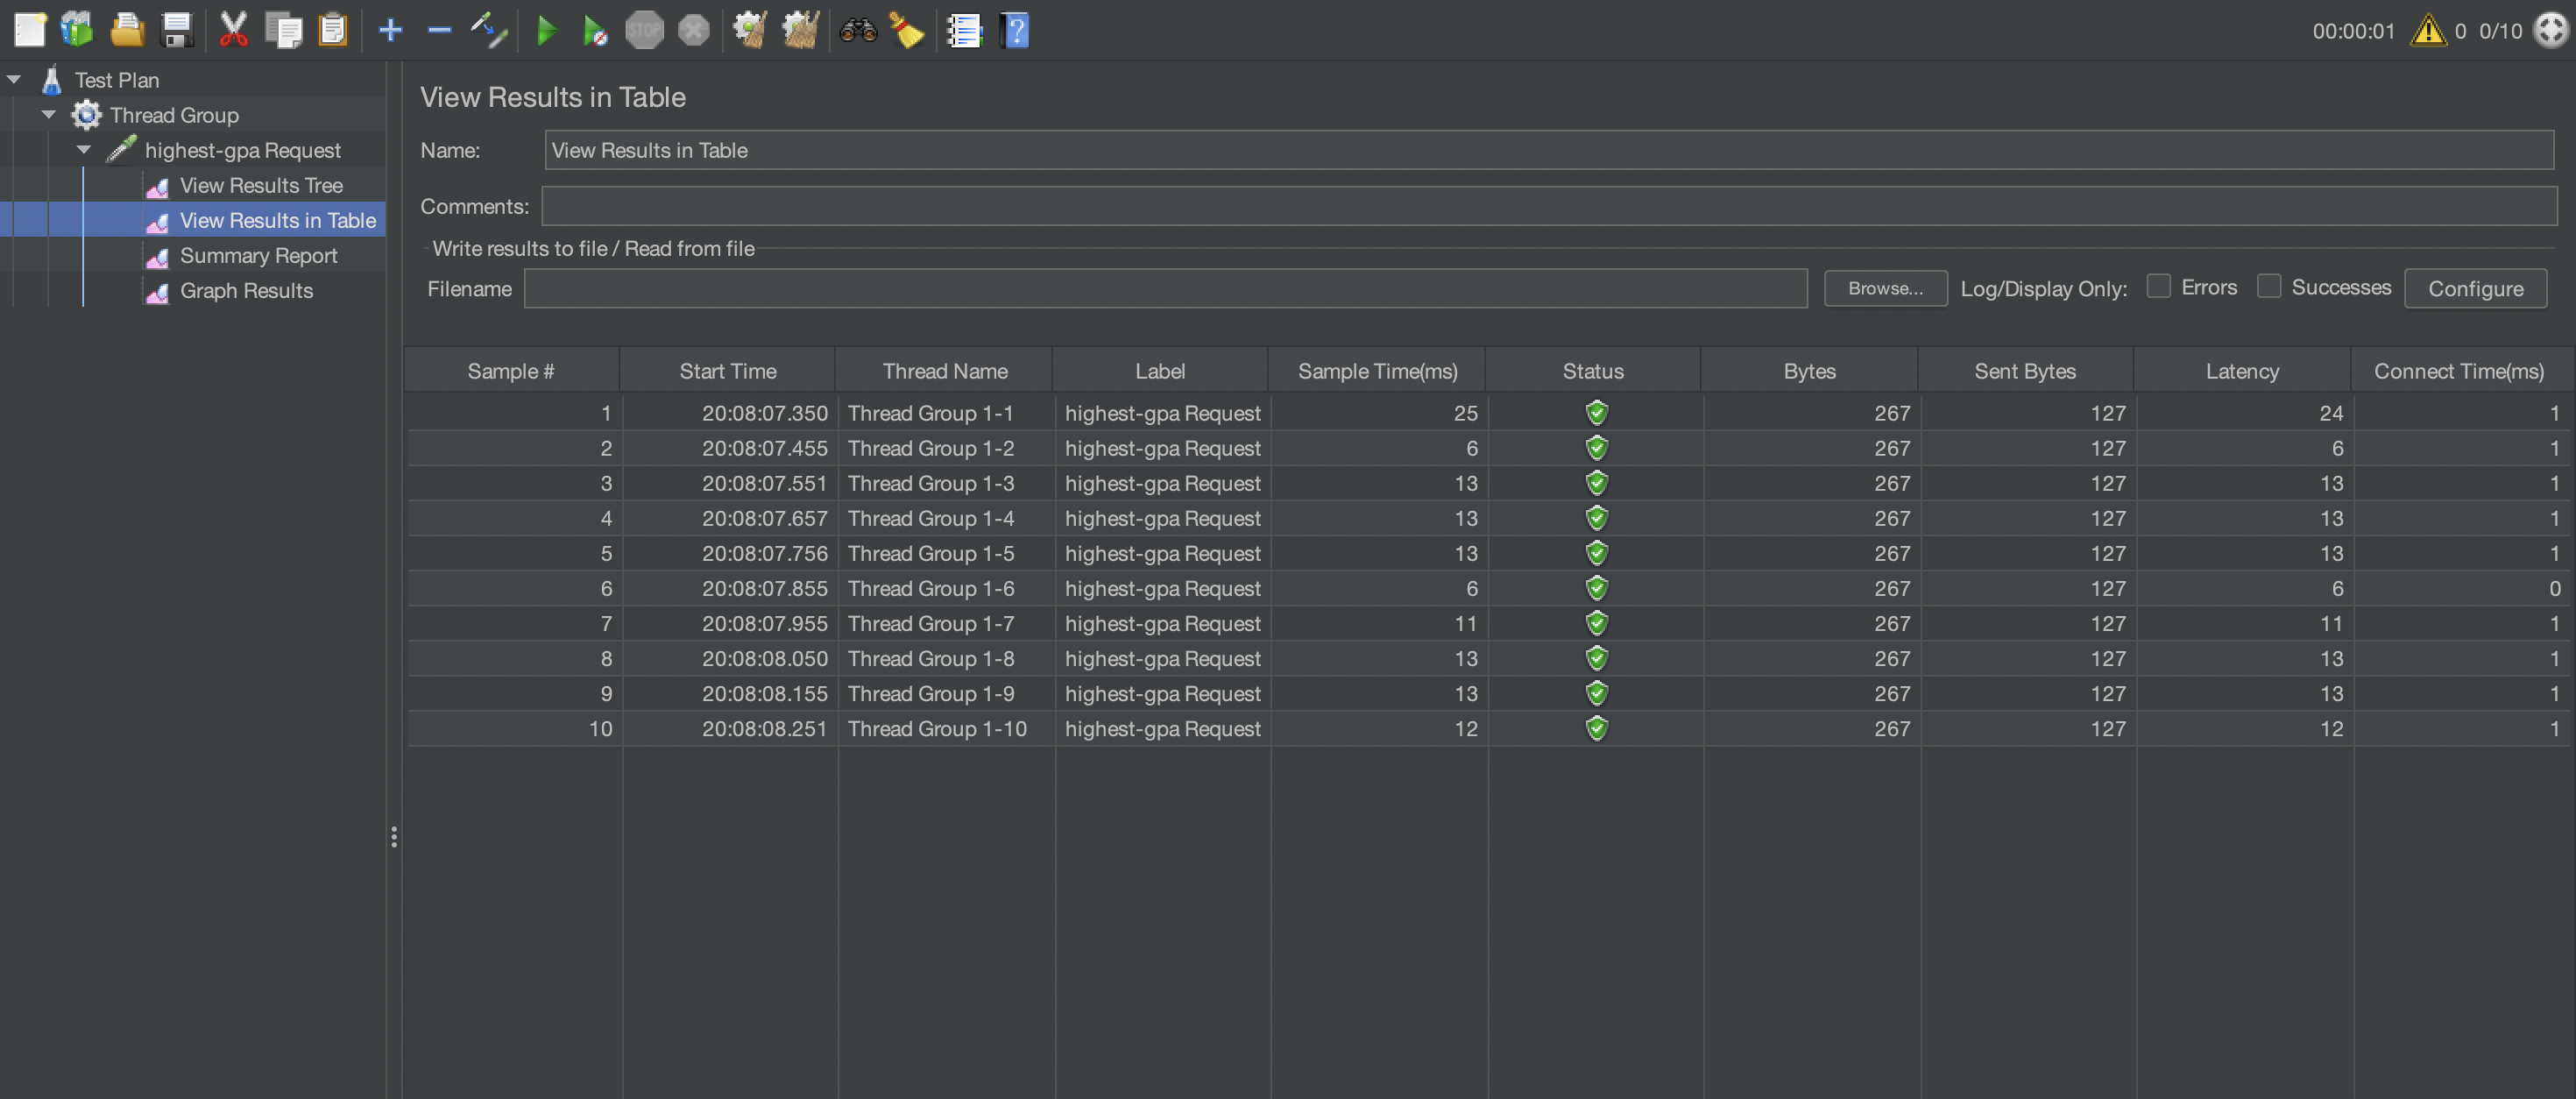 STOP
00:00:01 0 0/10
Test Plan
Thread Group
highest-gpa Request
View Results Tree
View Results in Table
Summary Report
Graph Results
View Results in Table
Name: View Results in Table
Comments:
Write results to file / Read from file
Filename Browse... Log/Display Only: Errors Successes Configure
Sample # Start Time Thread Name Label Sample Time(ms) Status Bytes Sent Bytes Latency Connect Time(ms)
1 20:08:07.350 Thread Group 1-1 highest-gpa Request 25 267 127 24 1
2 20:08:07.455 Thread Group 1-2 highest-gpa Request 6 267 127 6 1
3 20:08:07.551 Thread Group 1-3 highest-gpa Request 13 267 127 13 1
4 20:08:07.657 Thread Group 1-4 highest-gpa Request 13 267 127 13 1
5 20:08:07.756 Thread Group 1-5 highest-gpa Request 13 267 127 13 1
6 20:08:07.855 Thread Group 1-6 highest-gpa Request 6 267 127 6 0
7 20:08:07.955 Thread Group 1-7 highest-gpa Request 11 267 127 11 1
8 20:08:08.050 Thread Group 1-8 highest-gpa Request 13 267 127 13 1
9 20:08:08.155 Thread Group 1-9 highest-gpa Request 13 267 127 13 1
10 20:08:08.251 Thread Group 1-10 highest-gpa Request 12 267 127 12 1